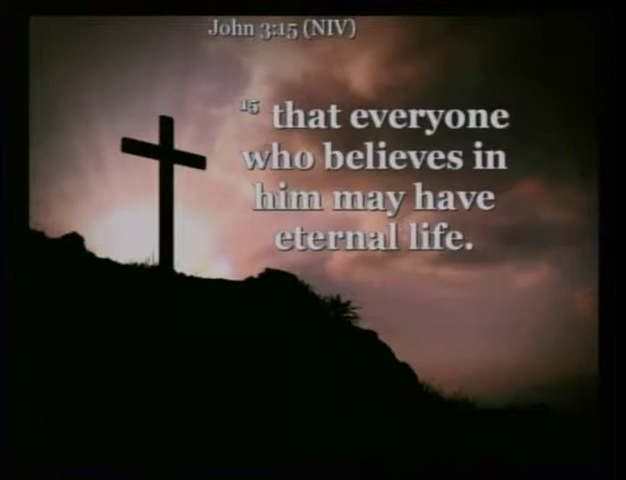 John 3:15 (NIV)
15 that everyone
who believes in
him may have
eternal life.